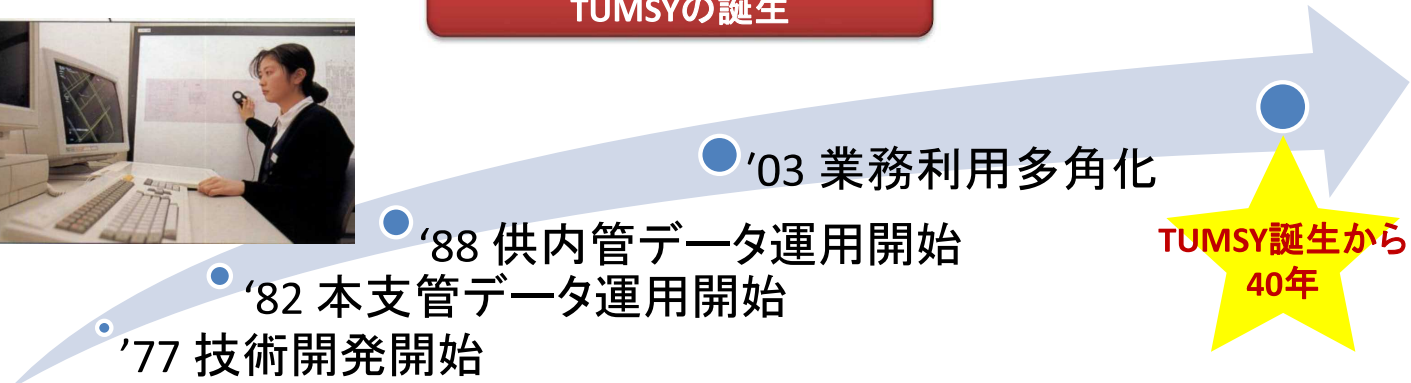 TUMSYの誕生
’03 業務利用多角化
‘88 供内管データ運用開始
‘82 本支管データ運用開始
’77 技術開発開始
TUMSY誕生から
40年